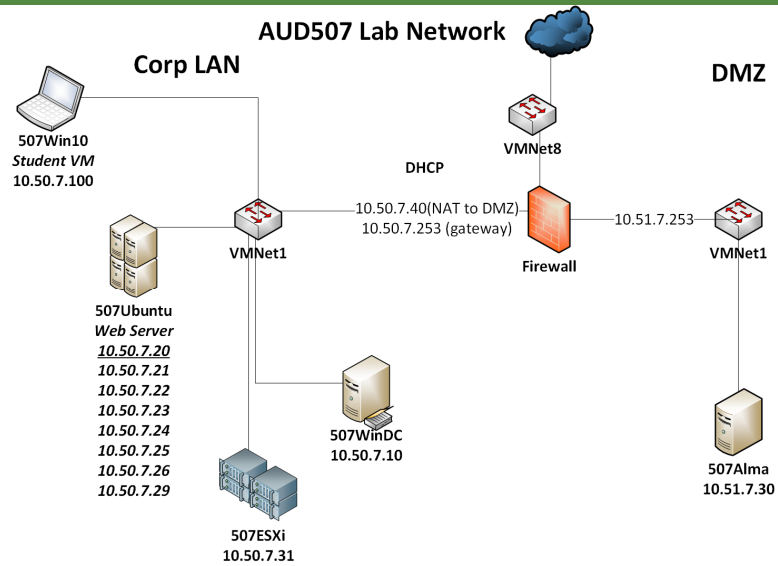 AUD507 Lab Network
Corp LAN
DMZ
507Win10
Student VM
10.50.7.100
VMNet8
DHCP
10.50.7.40(NAT to DMZ)
10.50.7.253 (gateway)
10.51.7.253
VMNet1
Firewall
VMNet1
507Ubuntu
Web Server
10.50.7.20
10.50.7.21
10.50.7.22
10.50.7.23
10.50.7.24
10.50.7.25
10.50.7.26
10.50.7.29
507WinDC
10.50.7.10
507Alma
10.51.7.30
507ESXi
10.50.7.31